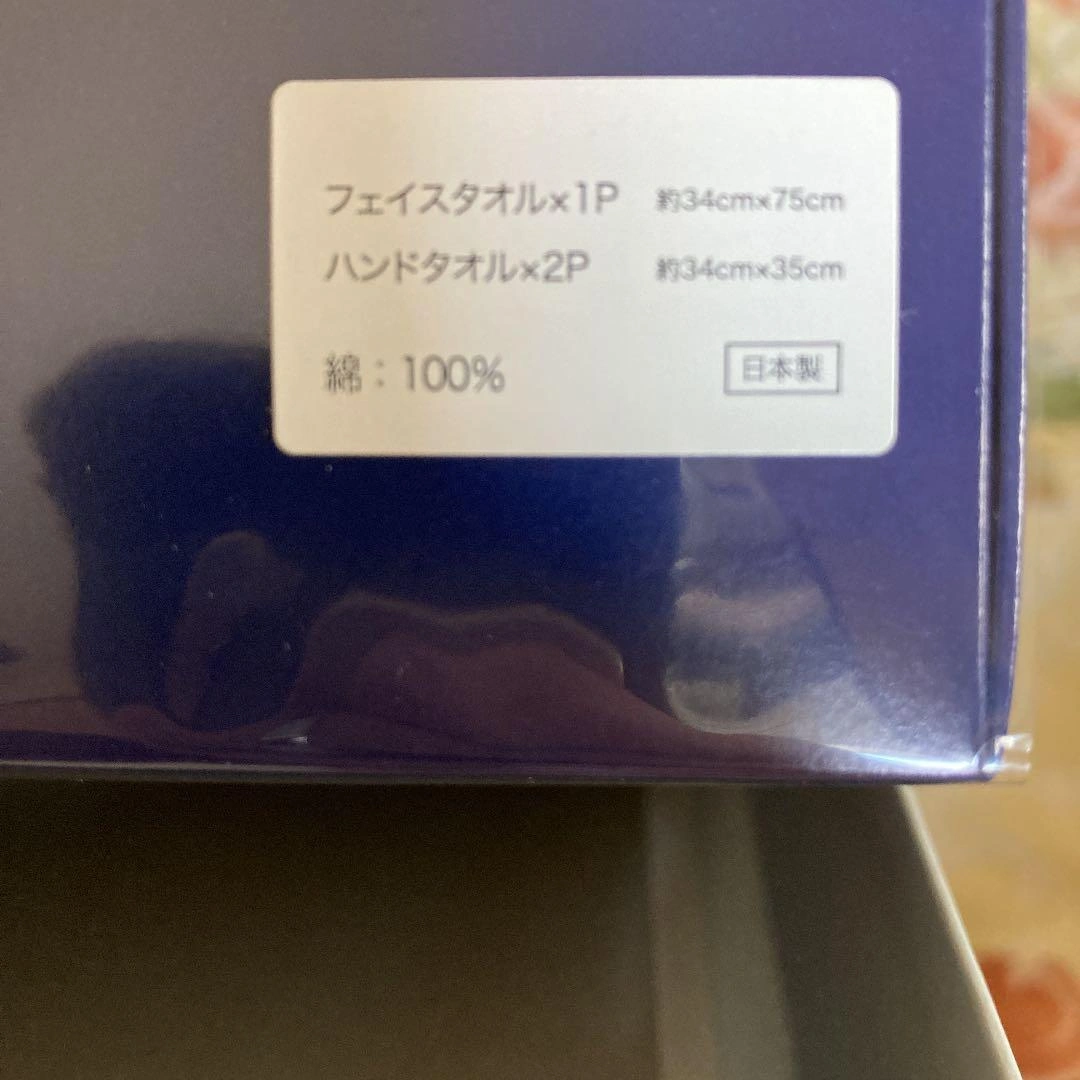 フェイスタオル×1P 約34cm×75cm
ハンドタオル×2P 約34cm×35cm
綿：100% 日本製